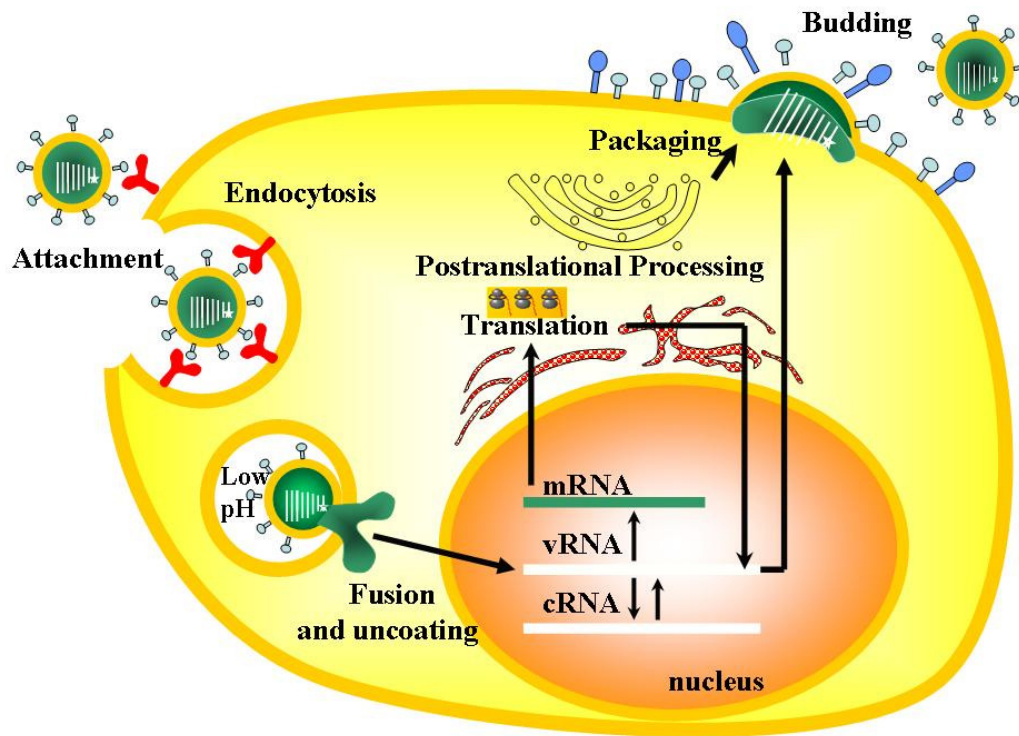 Budding
Packaging
Endocytosis
Attachment
Postranslational Processing
Translation
Low
pH
mRNA
vRNA
Fusion
and uncoating
cRNA
nucleus